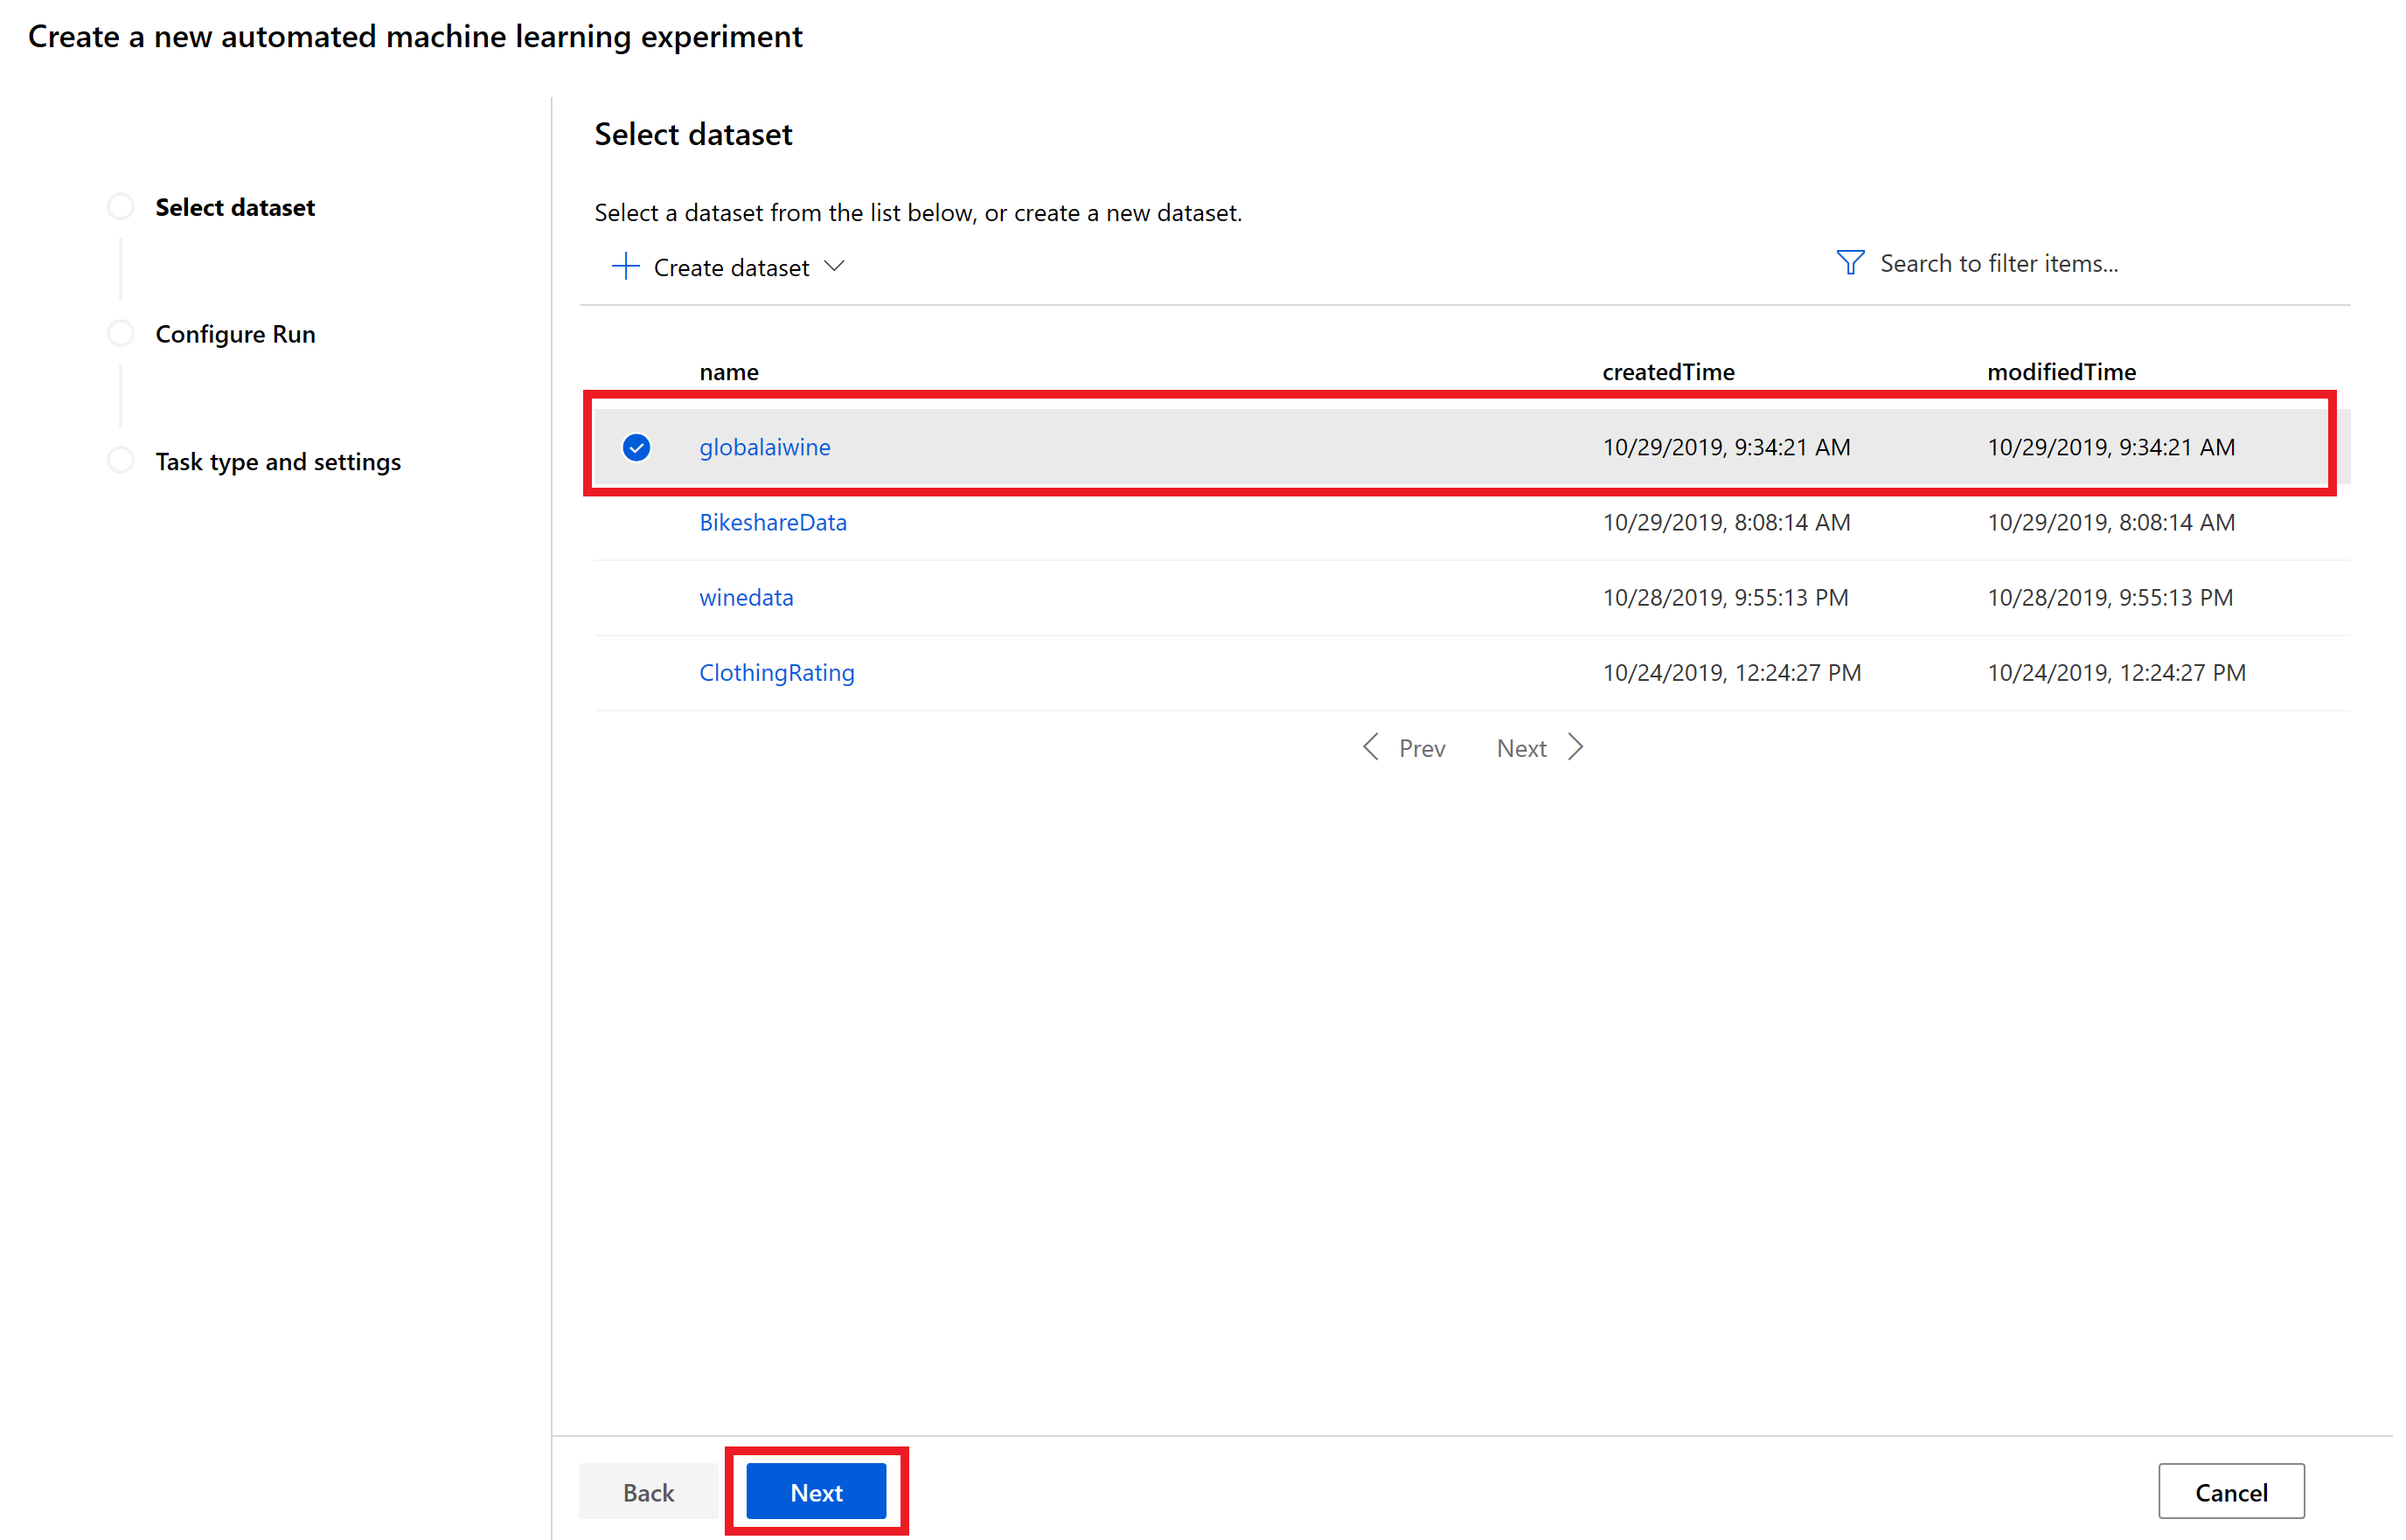 Create a new automated machine learning experiment
Select dataset
Configure Run
Task type and settings
Select dataset
Select a dataset from the list below, or create a new dataset.
Create dataset
Search to filter items...
name createdTime modifiedTime
globalaiwine 10/29/2019, 9:34:21 AM 10/29/2019, 9:34:21 AM
BikeshareData 10/29/2019, 8:08:14 AM 10/29/2019, 8:08:14 AM
winedata 10/28/2019, 9:55:13 PM 10/28/2019, 9:55:13 PM
ClothingRating 10/24/2019, 12:24:27 PM 10/24/2019, 12:24:27 PM
Prev Next
Back Next Cancel